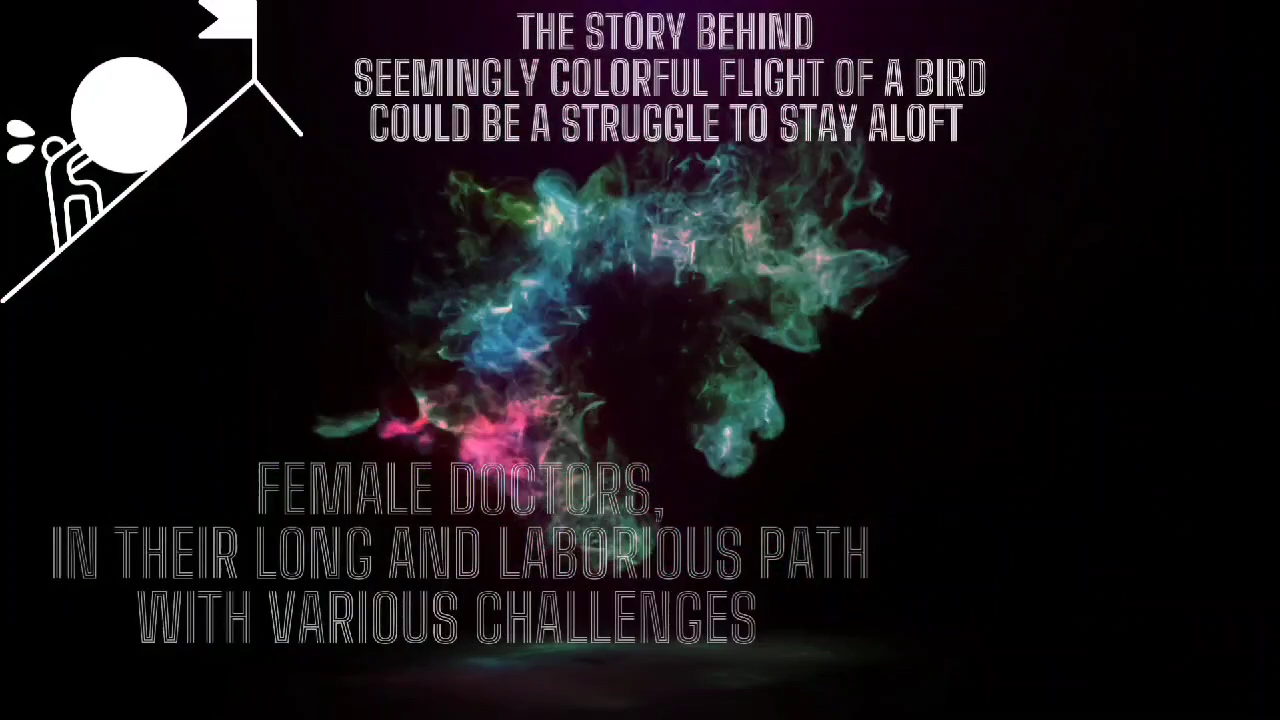 THE STORY BEHIND
SEEMINGLY COLORFUL FLIGHT OF A BIRD
COULD BE A STRUGGLE TO STAY ALOFT
FEMALE DOCTORS,
IN THEIR LONG AND LABORIOUS PATH
WITH VARIOUS CHALLENGES